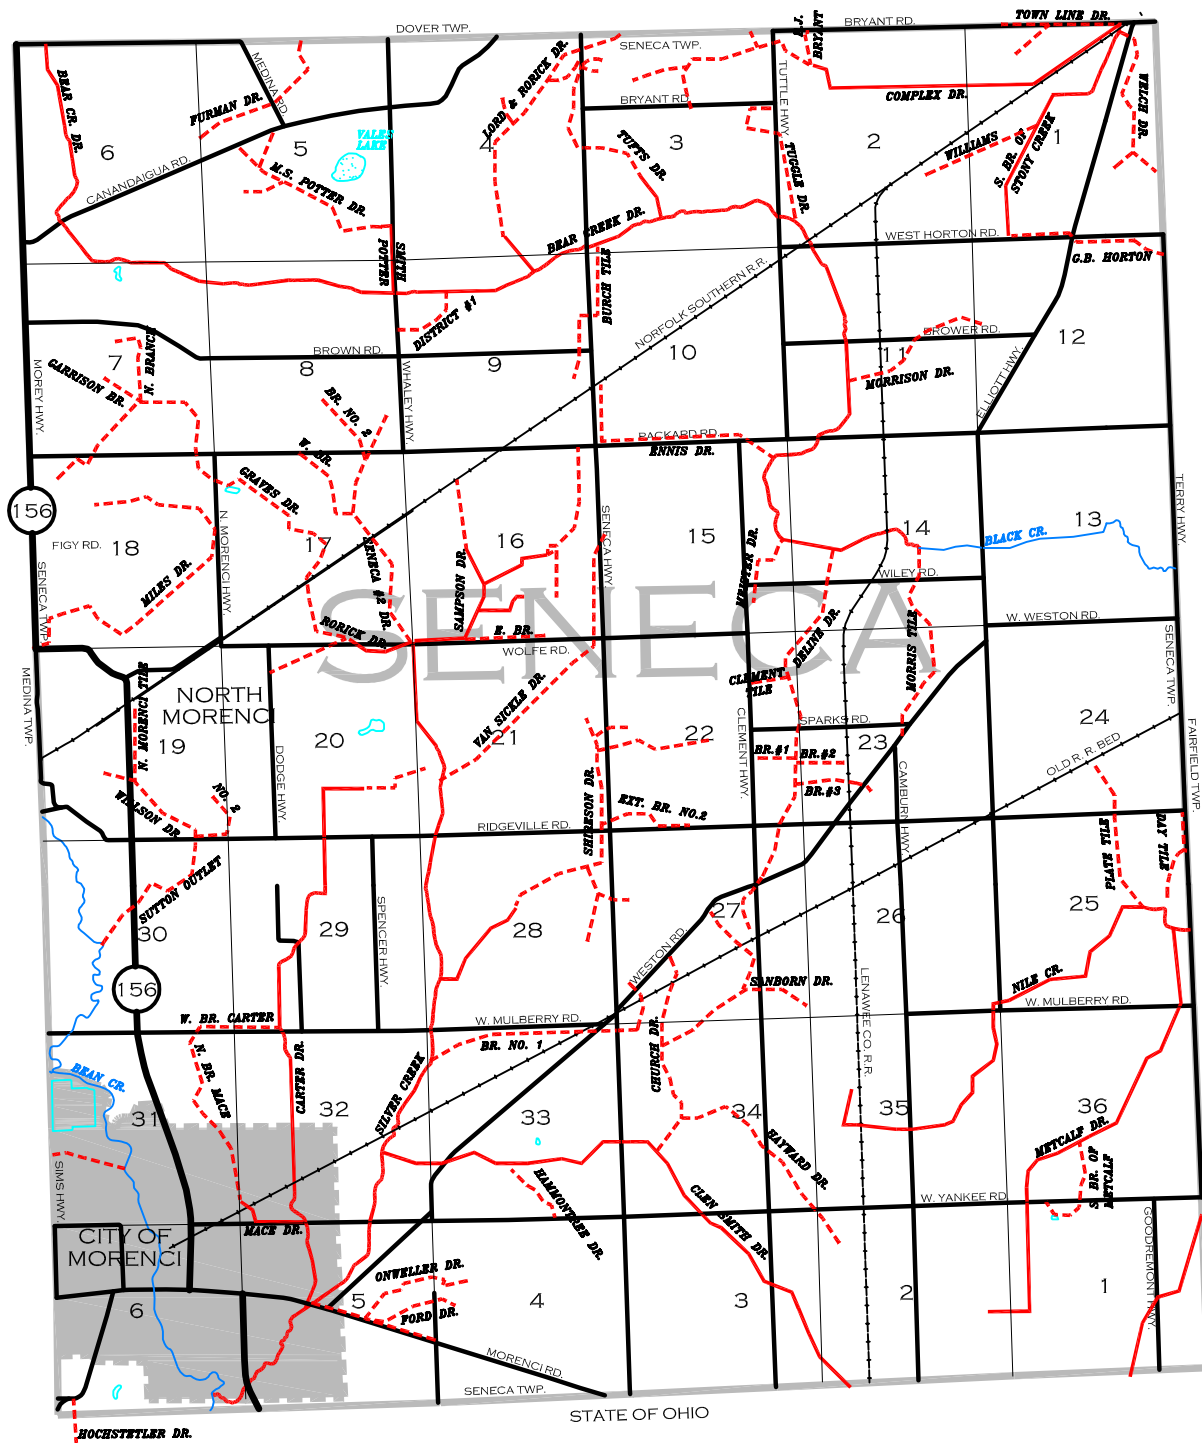 DOVER TWP.
BRYANT RD.
TOWN LINE DR.
SENECA TWP.
BRYANT
BEAR CR. DR.
MEDINA RD.
FURMAN DR.
LORD & RORICK DR.
BRYANT RD.
TUTTLE HWY.
COMPLEX DR.
WELCH DR.
6
5
VALES
LAKE
4
TUFTS DR.
3
2
WILLIAMS
S. BR. OF
STONY CREEK
1
CANANDAIGUA RD.
M.S. POTTER DR.
TUGGLE DR.
SMITH
POTTER
BEAR CREEK DR.
WEST HORTON RD.
G.B. HORTON
BURCH TILE
NORFOLK SOUTHERN R.R.
DISTRICT #1
BROWN RD.
BROWER RD.
MOREY HWY.
7
N. BRANCH
GARRISON BR.
8
9
WHALEY HWY.
10
11
MORRISON DR.
12
ELLIOTT HWY.
BR. NO. 2
W. BR.
PACKARD RD.
ENNIS DR.
156
GRAVES DR.
N. MORENCI HWY.
SENECA HWY.
TERRY HWY.
FIGY RD.
18
17
SENECA #2 DR.
16
SAMPSON DR.
15
MEISTER DR.
14
BLACK CR.
13
SENECA TWP.
MILES DR.
WILEY RD.
SENECA
RORICK DR.
E. BR.
WOLFE RD.
DELINE DR.
MORRIS TILE
W. WESTON RD.
SENECA TWP.
MEDINA TWP.
N. MORENCI TILE
NORTH
MORENCI
CLEMENT
TILE
VAN SICKLE DR.
CLEMENT HWY.
SPARKS RD.
19
20
DODGE HWY.
21
22
BR.#1
BR.#2
23
BR.#3
24
OLD R. R. BED
FAIRFIELD TWP.
CAMBURN HWY.
WILLSON DR.
NO. 2
SHIRESON DR.
EXT. BR. NO.2
RIDGEVILLE RD.
PIATE TILE
DAY TILE
SUTTON OUTLET
30
29
SPENCER HWY.
28
27
26
25
WESTON RD.
156
SANBORN DR.
LENAWEE CO. R.R.
NILE CR.
W. BR. CARTER
W. MULBERRY RD.
W. MULBERRY RD.
BR. NO. 1
BEAN CR.
N. BR. MACE
CARTER DR.
SILVER CREEK
CHURCH DR.
31
32
33
34
35
36
METCALF DR.
SIMS HWY.
HAYWARD DR.
S. BR. OF
METCALF
HAMMONTREE DR.
CLEN SMITH DR.
W. YANKEE RD.
CITY OF
MORENCI
MACE DR.
GOODREMONT HWY.
ONWELLER DR.
FORD DR.
6
5
4
3
2
1
MORENCI RD.
SENECA TWP.
STATE OF OHIO
HOCHSTETLER DR.